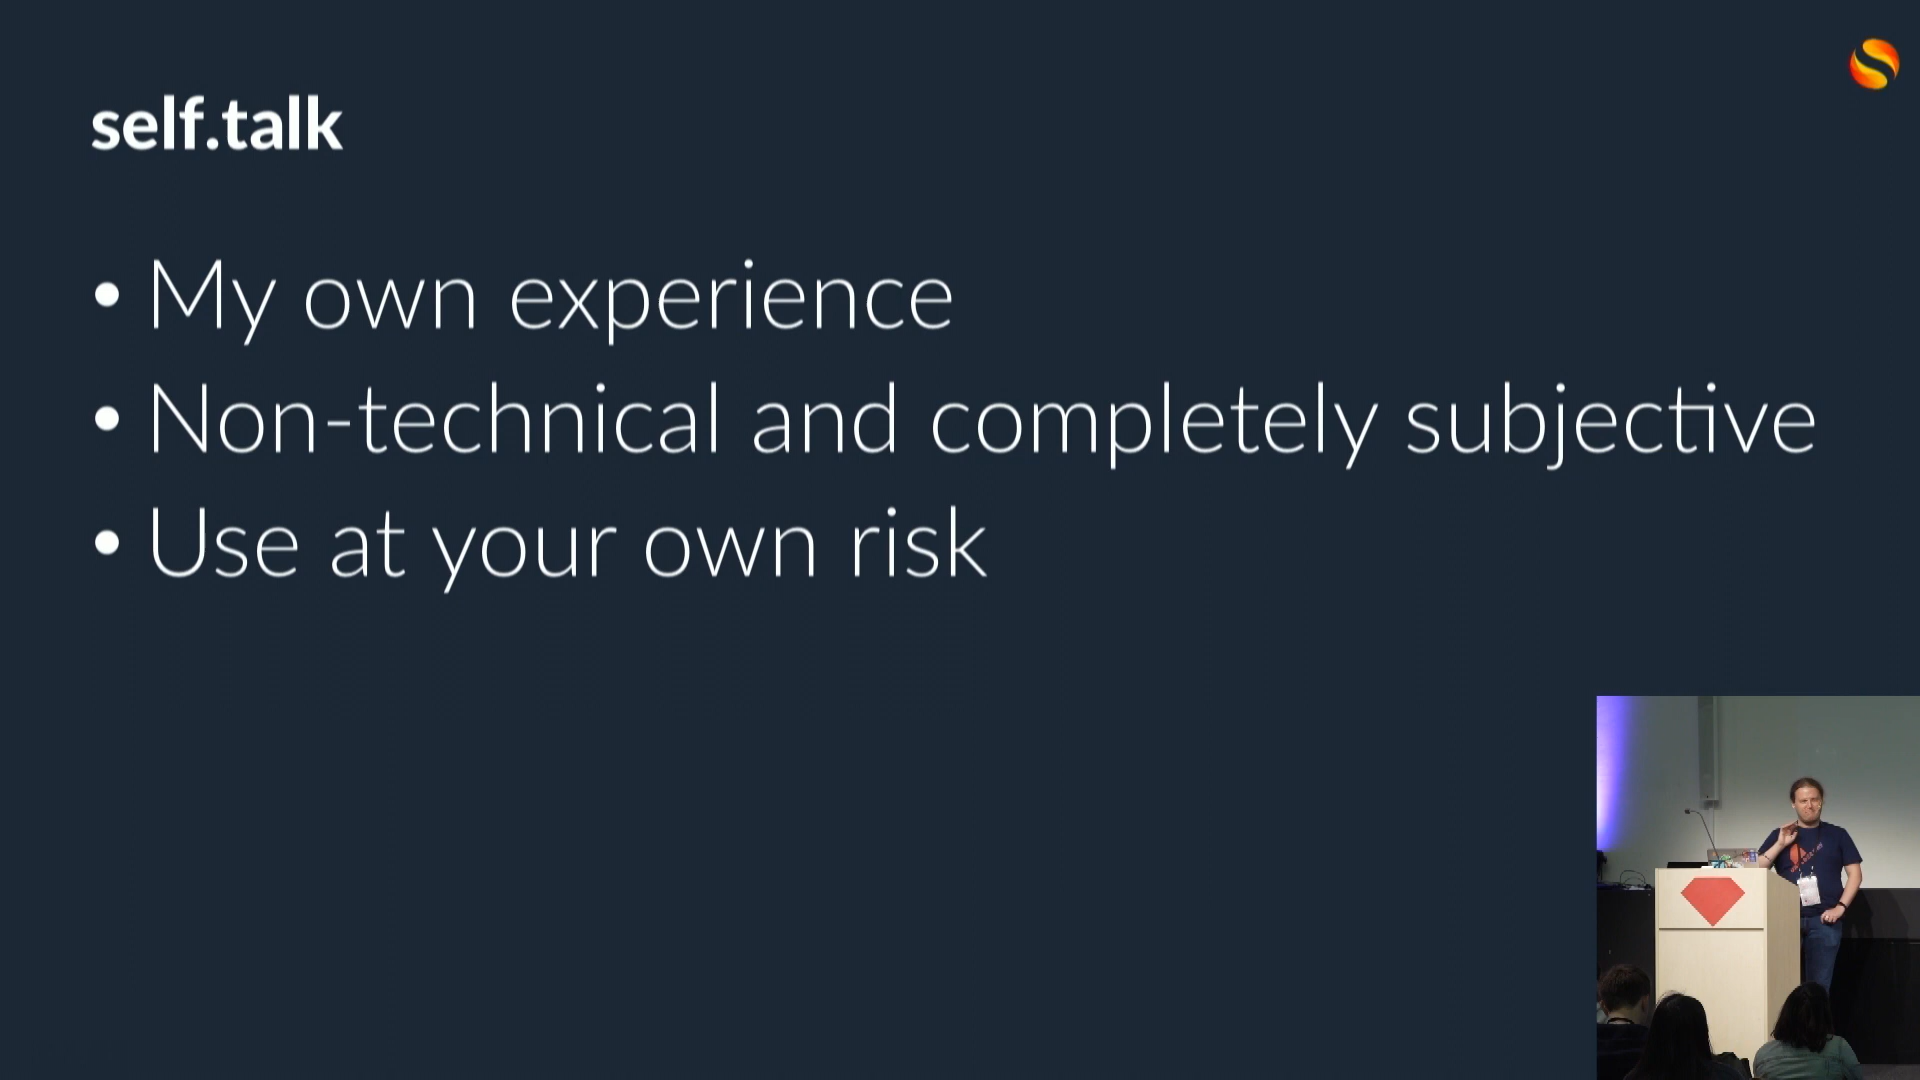 self.talk
• My own experience
• Non-technical and completely subjective
• Use at your own risk